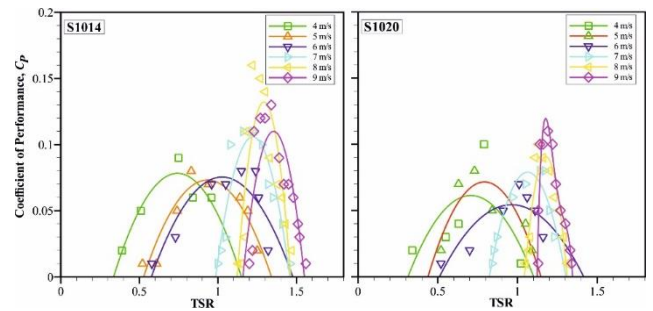 S1014
4 m/s
5 m/s
6 m/s
7 m/s
8 m/s
9 m/s
S1020
4 m/s
5 m/s
6 m/s
7 m/s
8 m/s
9 m/s
Coefficient of Performance, Cp
0.2
0.15
0.1
0.05
0
0 0.5 1 1.5
TSR
0 0.5 1 1.5
TSR